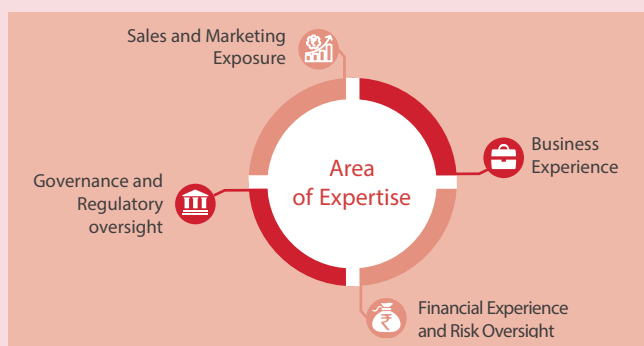 Sales and Marketing
Exposure
Business
Experience
Area
of Expertise
Governance and
Regulatory
oversight
Financial Experience
and Risk Oversight